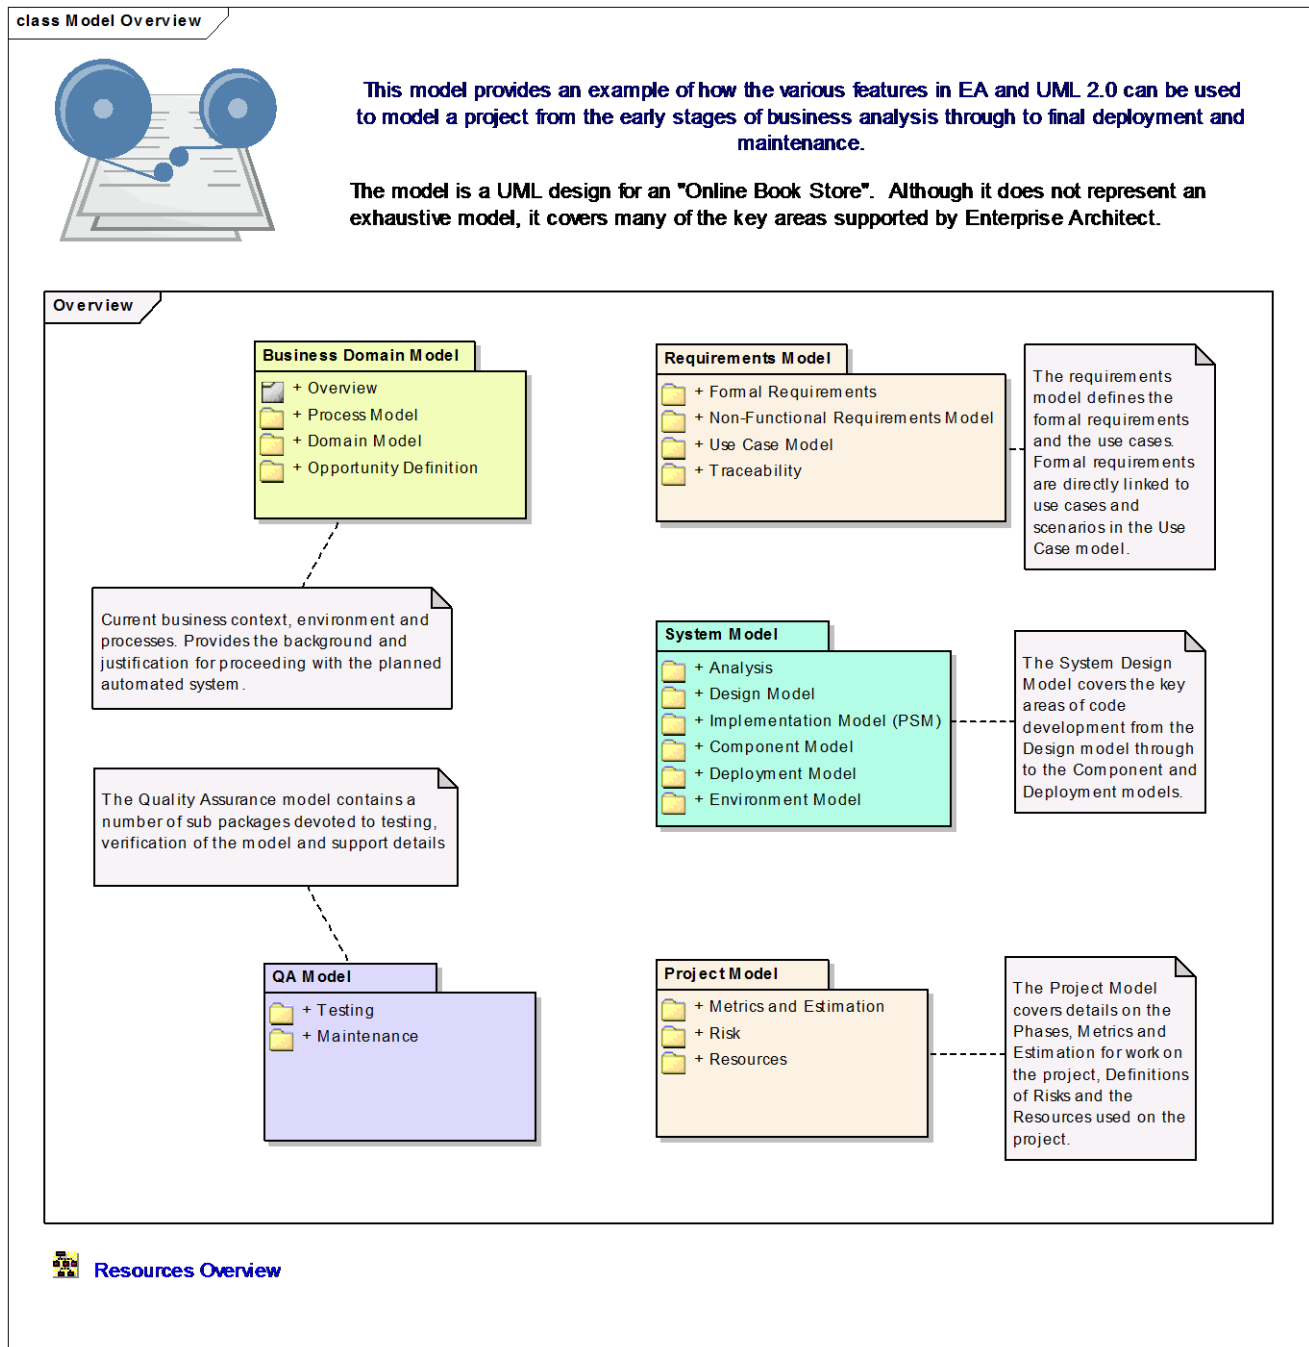 class Model Overview
This model provides an example of how the various features in EA and UML 2.0 can be used
to model a project from the early stages of business analysis through to final deployment and
maintenance.
The model is a UML design for an "Online Book Store".  Although it does not represent an
exhaustive model, it covers many of the key areas supported by Enterprise Architect.
Overview
Business Domain Model
+ Overview
+ Process Model
+ Domain Model
+ Opportunity Definition
Requirements Model
+ Formal Requirements
+ Non-Functional Requirements Model
+ Use Case Model
+ Traceability
The requirements
model defines the
formal requirements
and the use cases.
Formal requirements
are directly linked to
use cases and
scenarios in the Use
Case model.
Current business context, environment and
processes. Provides the background and
justification for proceeding with the planned
automated system.
System Model
+ Analysis
+ Design Model
+ Implementation Model (PSM)
+ Component Model
+ Deployment Model
+ Environment Model
The System Design
Model covers the key
areas of code
development from the
Design model through
to the Component and
Deployment models.
The Quality Assurance model contains a
number of sub packages devoted to testing,
verification of the model and support details
QA Model
+ Testing
+ Maintenance
Project Model
+ Metrics and Estimation
+ Risk
+ Resources
The Project Model
covers details on the
Phases, Metrics and
Estimation for work on
the project, Definitions
of Risks and the
Resources used on the
project.
Resources Overview